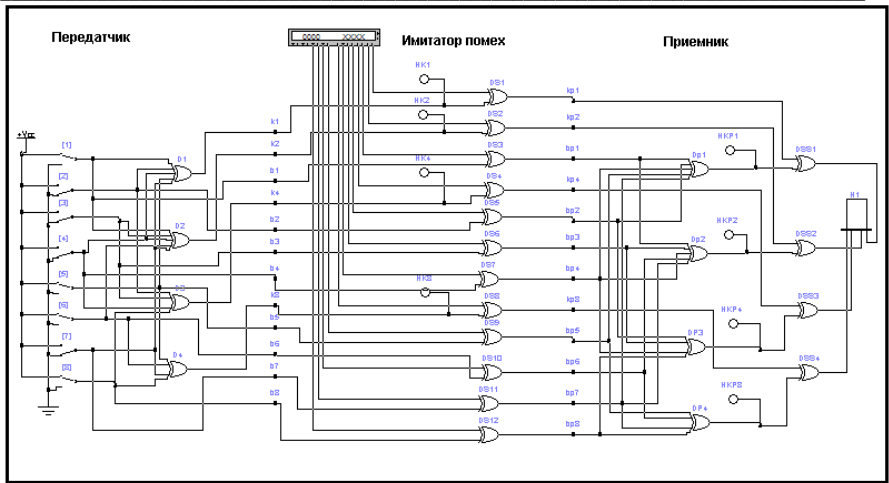 Передатчик
Имитатор помех
Приемник
0000 XXXX
+Vcc
[1]
[2]
[3]
[4]
[5]
[6]
[7]
[8]
D1
D2
D3
D4
k1
k2
b1
k4
b2
b3
b4
k8
b5
b6
b7
b8
HK1
HK2
HK4
HK8
DS1
DS2
DS3
DS4
DS5
DS6
DS7
DS8
DS9
DS10
DS11
DS12
kp1
kp2
bp1
kp4
bp2
bp3
bp4
kp8
bp5
bp6
bp7
bp8
Dp1
Dp2
DP3
DP4
HKP1
HKP2
HKP4
HKP8
DSS1
DSS2
DSS3
DSS4
H1